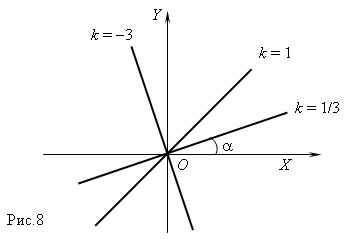 Y
k = –3
k = 1
k = 1/3
α
O
X
Рис.8